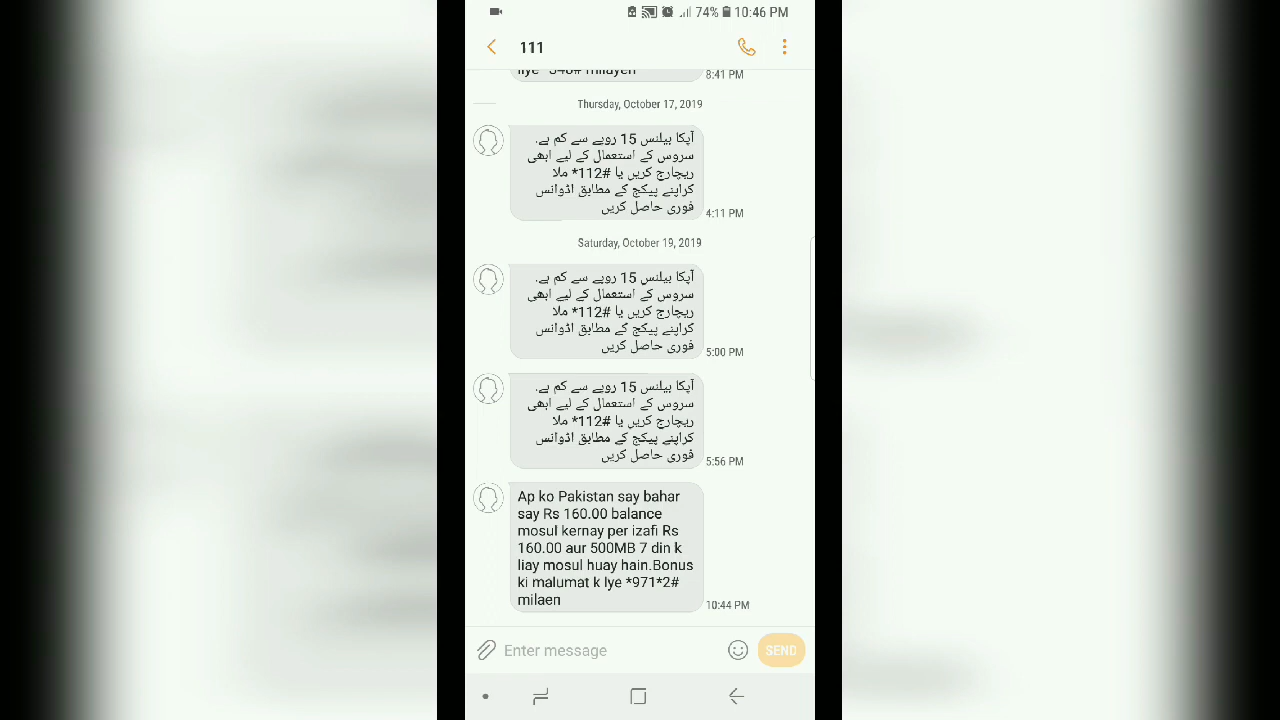 74% 10:46 PM
111
liye *340# milayen
8:41 PM
Thursday, October 17, 2019
آپکا بیلنس 15 روپے سے کم ہے.
سروس کے استعمال کے لیے ابھی
ریچارج کریں یا #112* ملا
کراپنے پیکج کے مطابق اڈوانس
فوری حاصل کریں
4:11 PM
Saturday, October 19, 2019
آپکا بیلنس 15 روپے سے کم ہے.
سروس کے استعمال کے لیے ابھی
ریچارج کریں یا #112* ملا
کراپنے پیکج کے مطابق اڈوانس
فوری حاصل کریں
5:00 PM
آپکا بیلنس 15 روپے سے کم ہے.
سروس کے استعمال کے لیے ابھی
ریچارج کریں یا #112* ملا
کراپنے پیکج کے مطابق اڈوانس
فوری حاصل کریں
5:56 PM
Ap ko Pakistan say bahar
say Rs 160.00 balance
mosul kernay per izafi Rs
160.00 aur 500MB 7 din k
liay mosul huay hain.Bonus
ki malumat k lye *971*2#
milaen
10:44 PM
Enter message
SEND